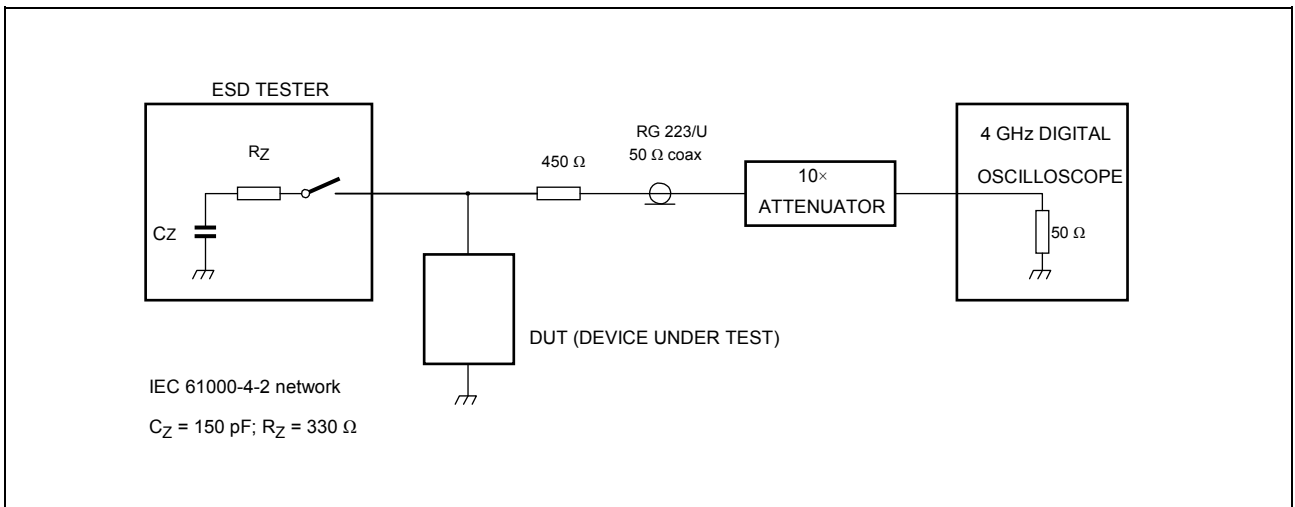 ESD TESTER
RZ
CZ
450 Ω
RG 223/U
50 Ω coax
10×
ATTENUATOR
4 GHz DIGITAL
OSCILLOSCOPE
50 Ω
DUT (DEVICE UNDER TEST)
IEC 61000-4-2 network
CZ = 150 pF; RZ = 330 Ω